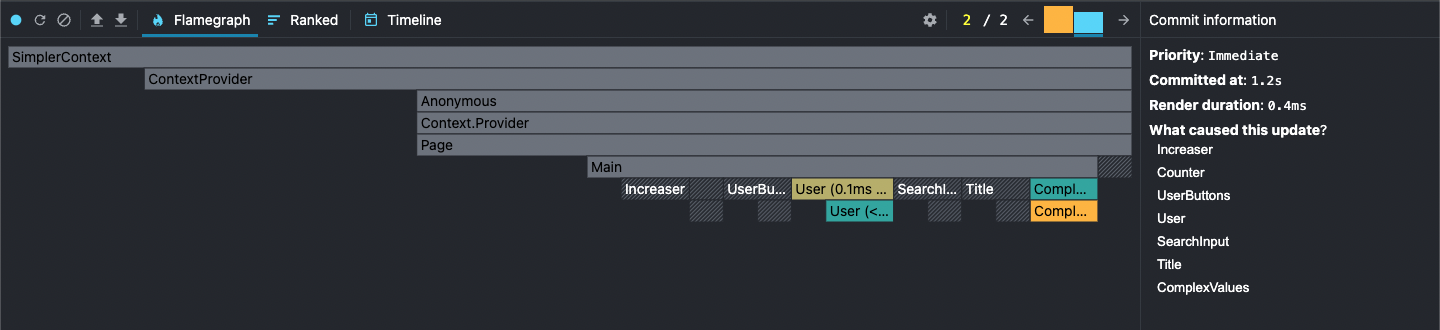 Flamegraph Ranked Timeline 2 / 2 Commit information
SimplerContext
ContextProvider
Anonymous
Context.Provider
Page
Main
Increaser UserBu... User (0.1ms ... SearchI... Title Compl...
User (<... Compl...
Priority: Immediate
Committed at: 1.2s
Render duration: 0.4ms
What caused this update?
Increaser
Counter
UserButtons
User
SearchInput
Title
ComplexValues